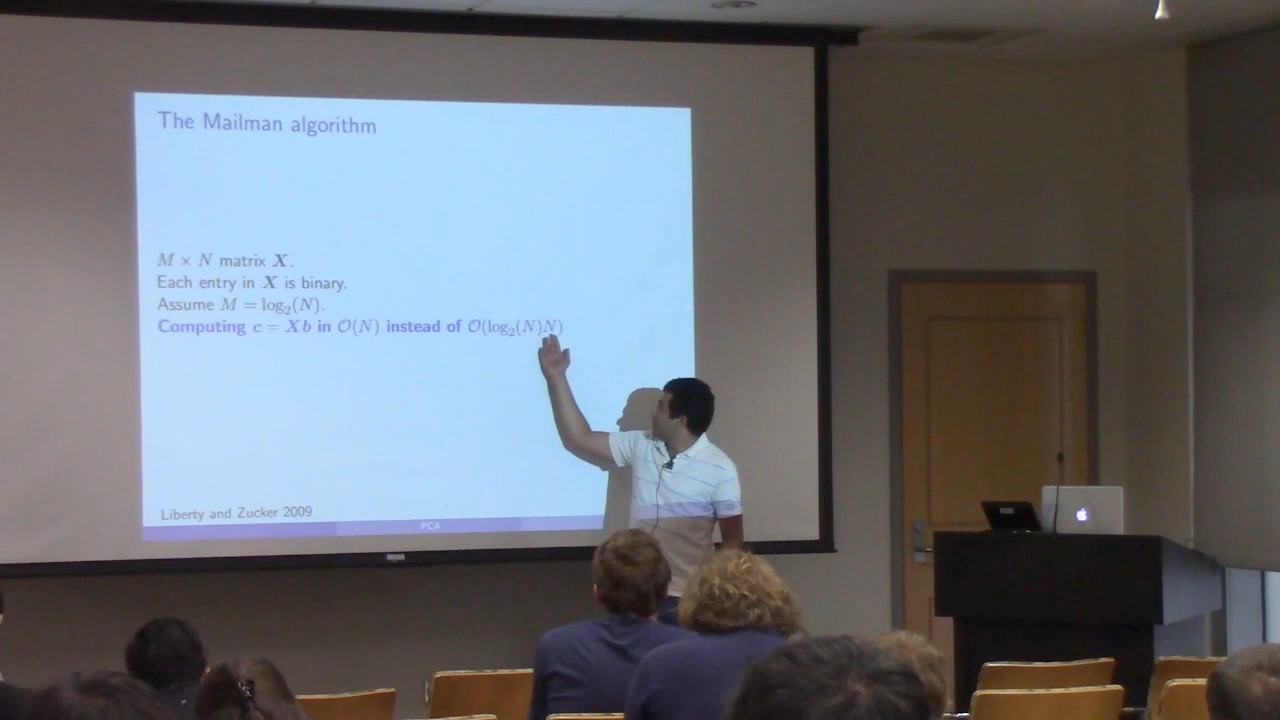 The Mailman algorithm
M × N matrix X.
Each entry in X is binary.
Assume M = log₂(N).
Computing c = Xb in O(N) instead of O(log₂(N)N)
Liberty and Zucker 2009
PCA